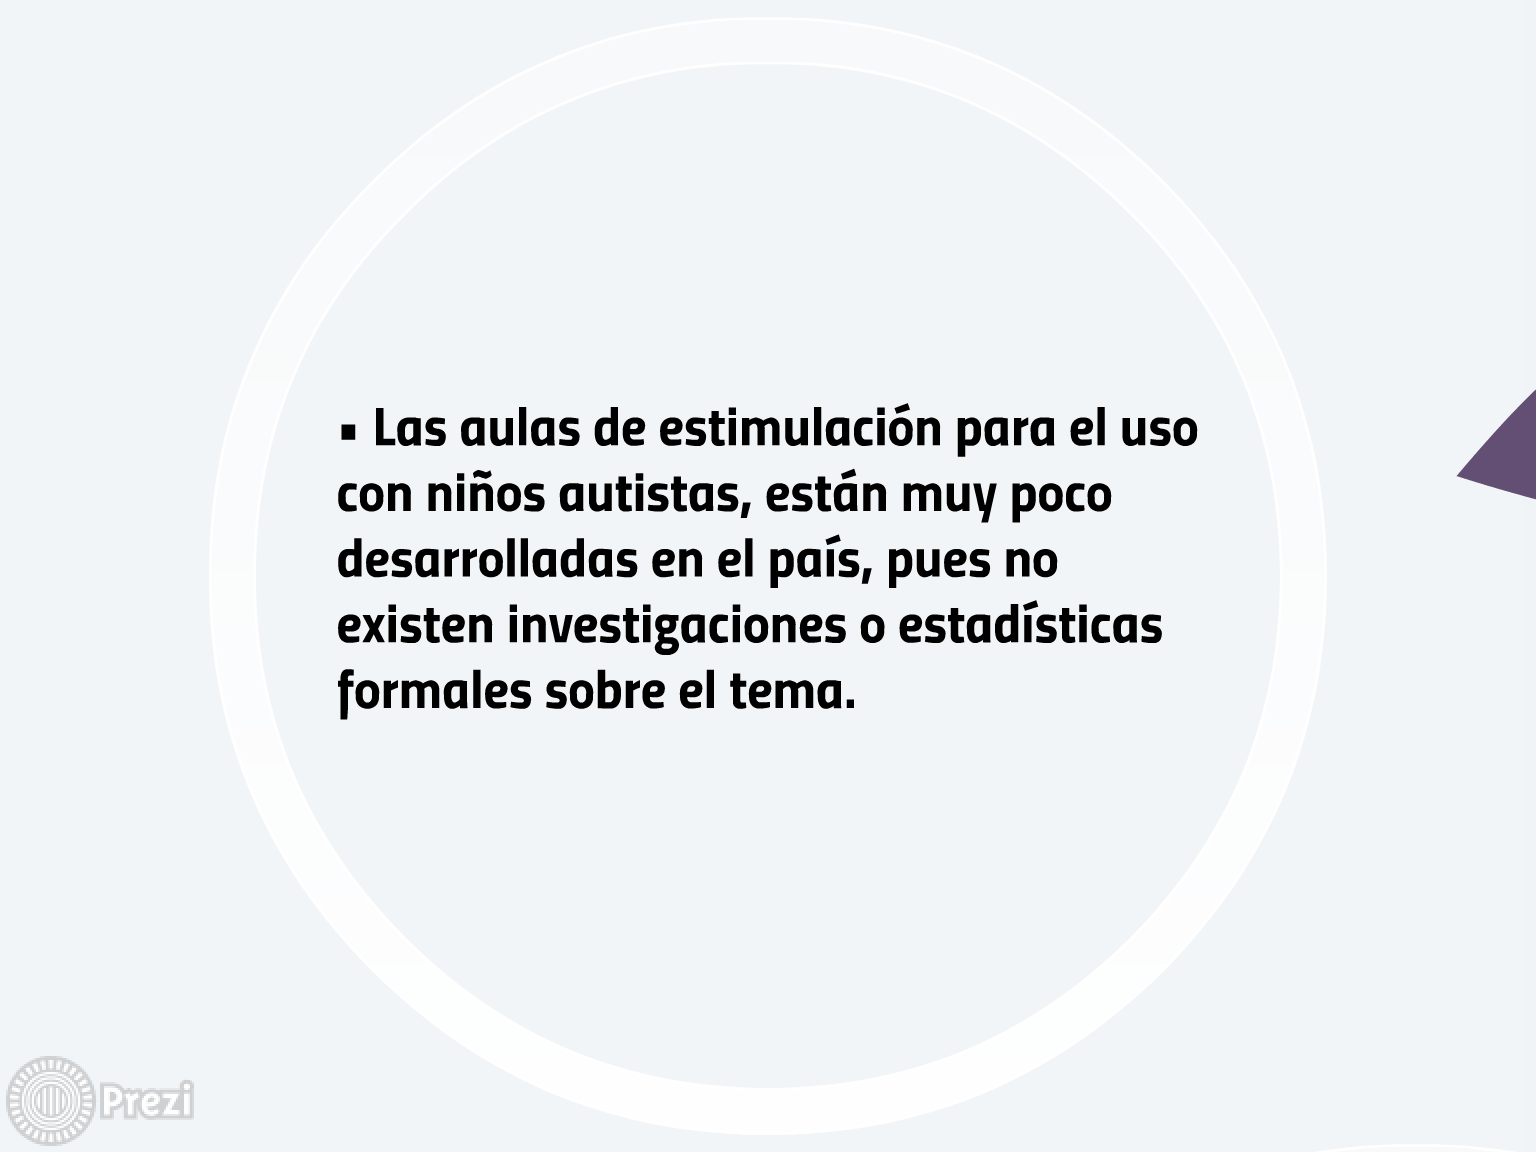 ▪ Las aulas de estimulación para el uso
con niños autistas, están muy poco
desarrolladas en el país, pues no
existen investigaciones o estadísticas
formales sobre el tema.
Prezi